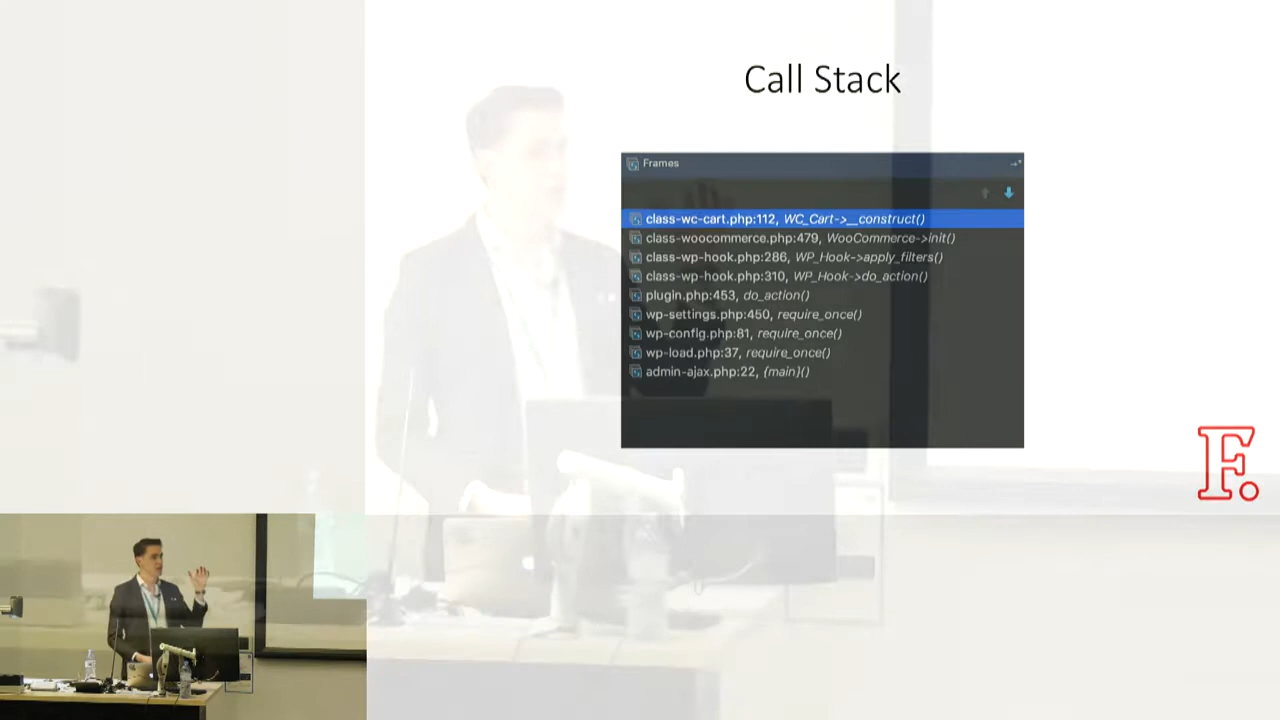 Call Stack
Frames
class-wc-cart.php:112, WC_Cart->__construct()
class-woocommerce.php:479, WooCommerce->init()
class-wp-hook.php:286, WP_Hook->apply_filters()
class-wp-hook.php:310, WP_Hook->do_action()
plugin.php:453, do_action()
wp-settings.php:450, require_once()
wp-config.php:81, require_once()
wp-load.php:37, require_once()
admin-ajax.php:22, {main}()
F.